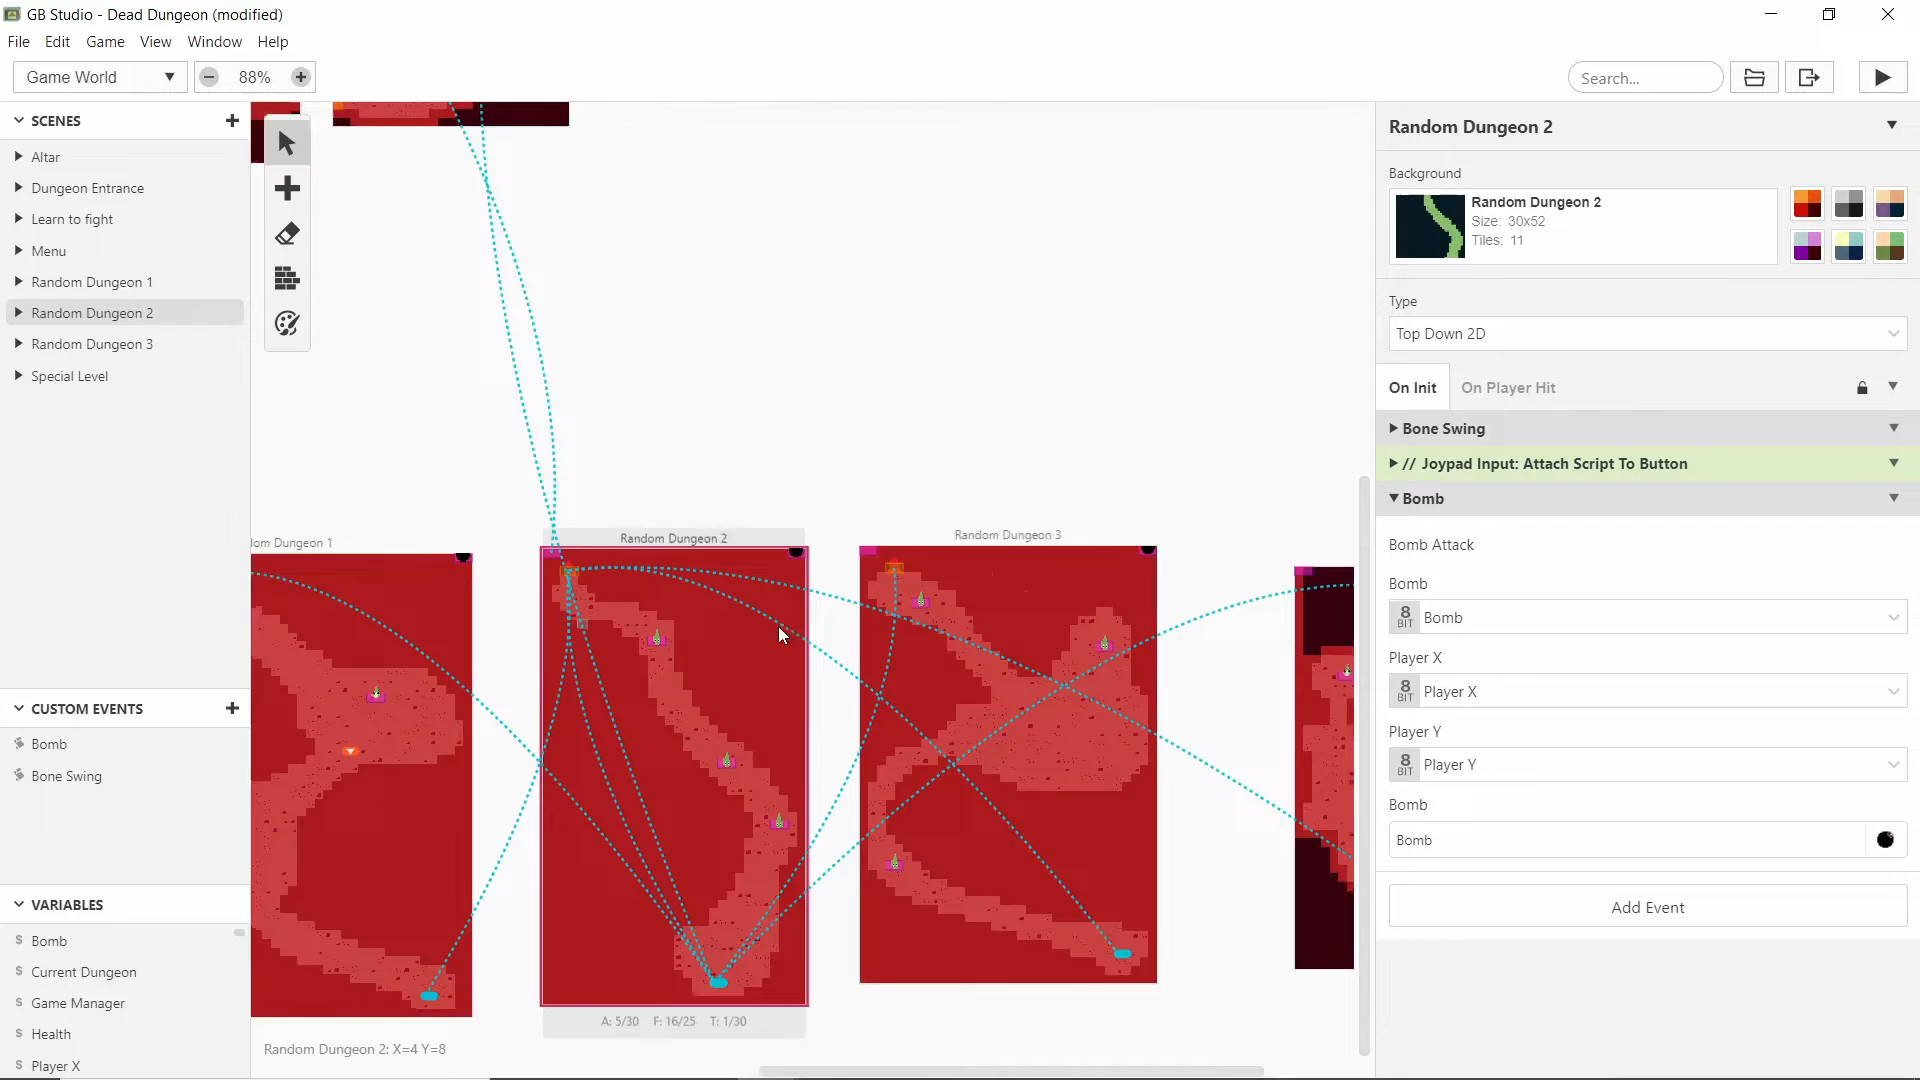 GB Studio - Dead Dungeon (modified)
File Edit Game View Window Help
Game World
88%
Search...
SCENES
Altar
Dungeon Entrance
Learn to fight
Menu
Random Dungeon 1
Random Dungeon 2
Random Dungeon 3
Special Level
CUSTOM EVENTS
Bomb
Bone Swing
VARIABLES
$ Bomb
$ Current Dungeon
$ Game Manager
$ Health
$ Player X
om Dungeon 1
Random Dungeon 2
Random Dungeon 3
A: 5/30 F: 16/25 T: 1/30
Random Dungeon 2: X=4 Y=8
Random Dungeon 2
Background
Random Dungeon 2
Size: 30x52
Tiles: 11
Type
Top Down 2D
On Init On Player Hit
Bone Swing
// Joypad Input: Attach Script To Button
Bomb
Bomb Attack
Bomb
8 BIT Bomb
Player X
8 BIT Player X
Player Y
8 BIT Player Y
Bomb
Bomb
Add Event